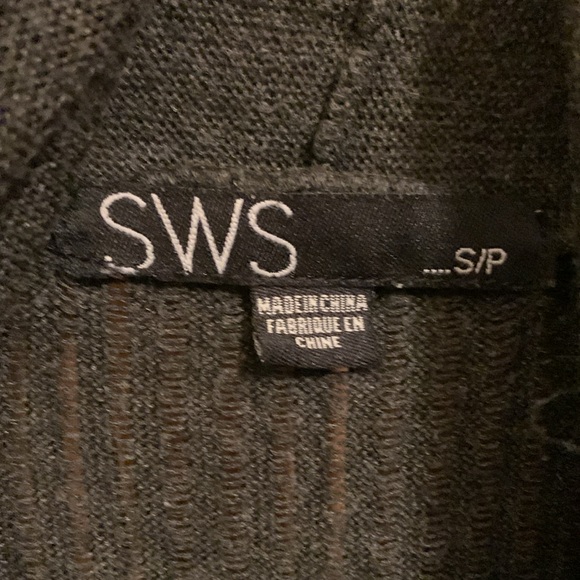 SWS
....S/P
MADE IN CHINA
FABRIQUE EN
CHINE